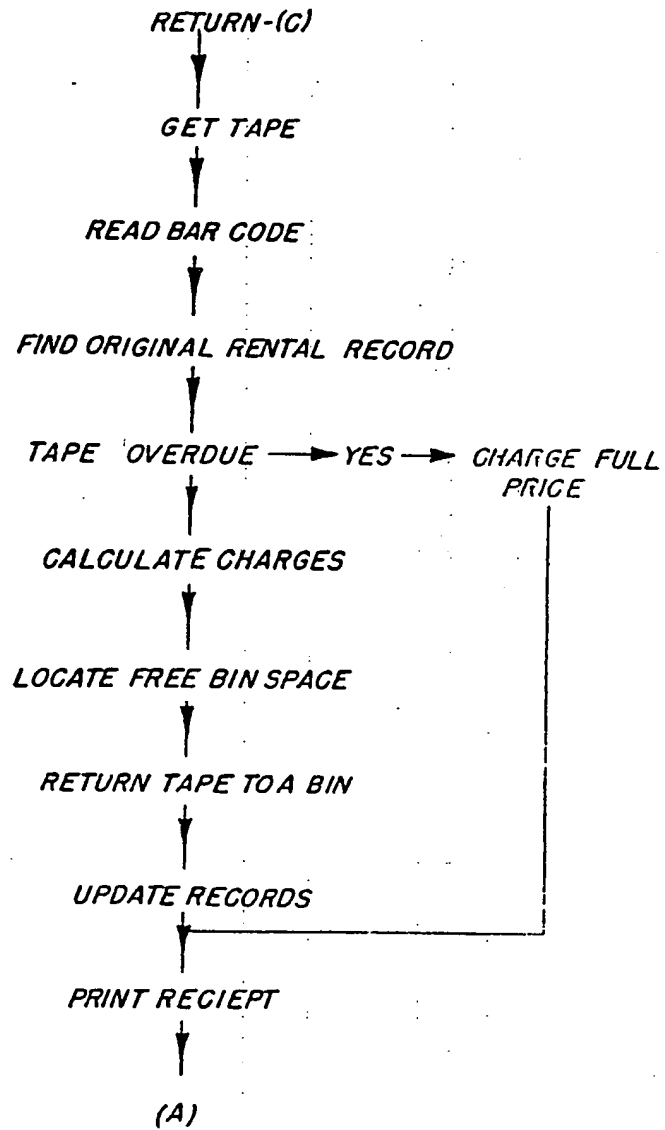 RETURN-(C)
GET TAPE
READ BAR CODE
FIND ORIGINAL RENTAL RECORD
TAPE OVERDUE YES CHARGE FULL
PRICE
CALCULATE CHARGES
LOCATE FREE BIN SPACE
RETURN TAPE TO A BIN
UPDATE RECORDS
PRINT RECIEPT
(A)